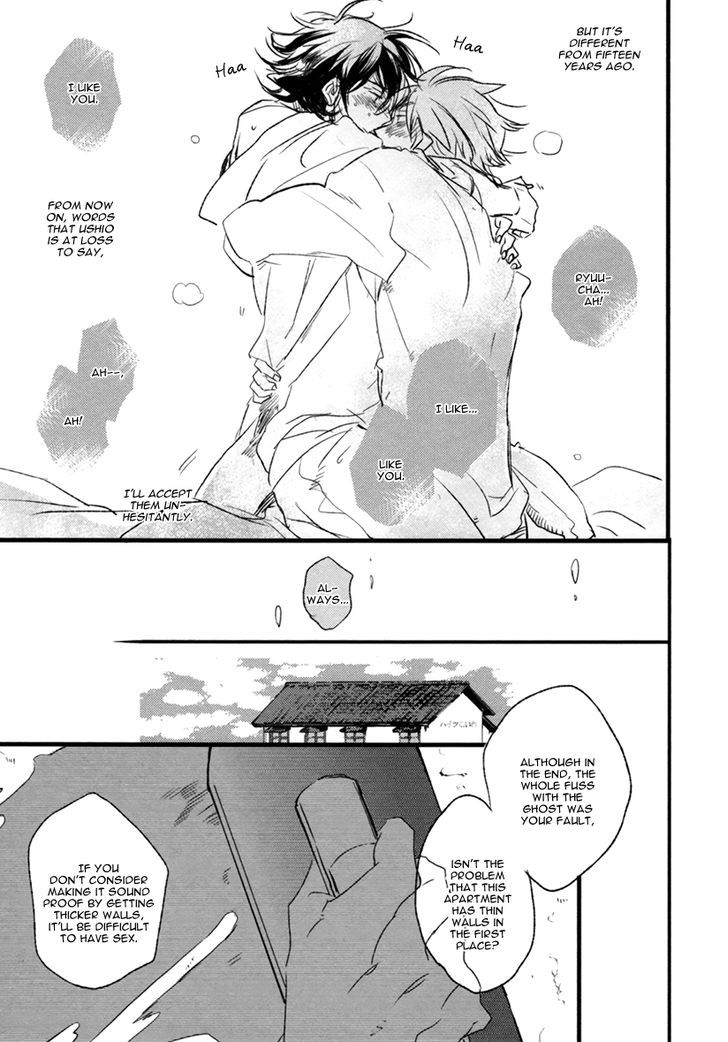 BUT IT'S
DIFFERENT
FROM FIFTEEN
YEARS AGO.
Haa
Haa
I LIKE
YOU.
FROM NOW
ON, WORDS
THAT USHIO
IS AT LOSS
TO SAY,
RYUU-
CHA...
AH!
AH--,
AH!
I LIKE...
LIKE
YOU.
I'LL ACCEPT
THEM UN-
HESITANTLY.
AL-
WAYS...
ALTHOUGH IN
THE END, THE
WHOLE FUSS
WITH THE
GHOST WAS
YOUR FAULT,
ISN'T THE
PROBLEM
THAT THIS
APARTMENT
HAS THIN
WALLS IN
THE FIRST
PLACE?
IF YOU
DON'T CONSIDER
MAKING IT SOUND
PROOF BY GETTING
THICKER WALLS,
IT'LL BE DIFFICULT
TO HAVE SEX.